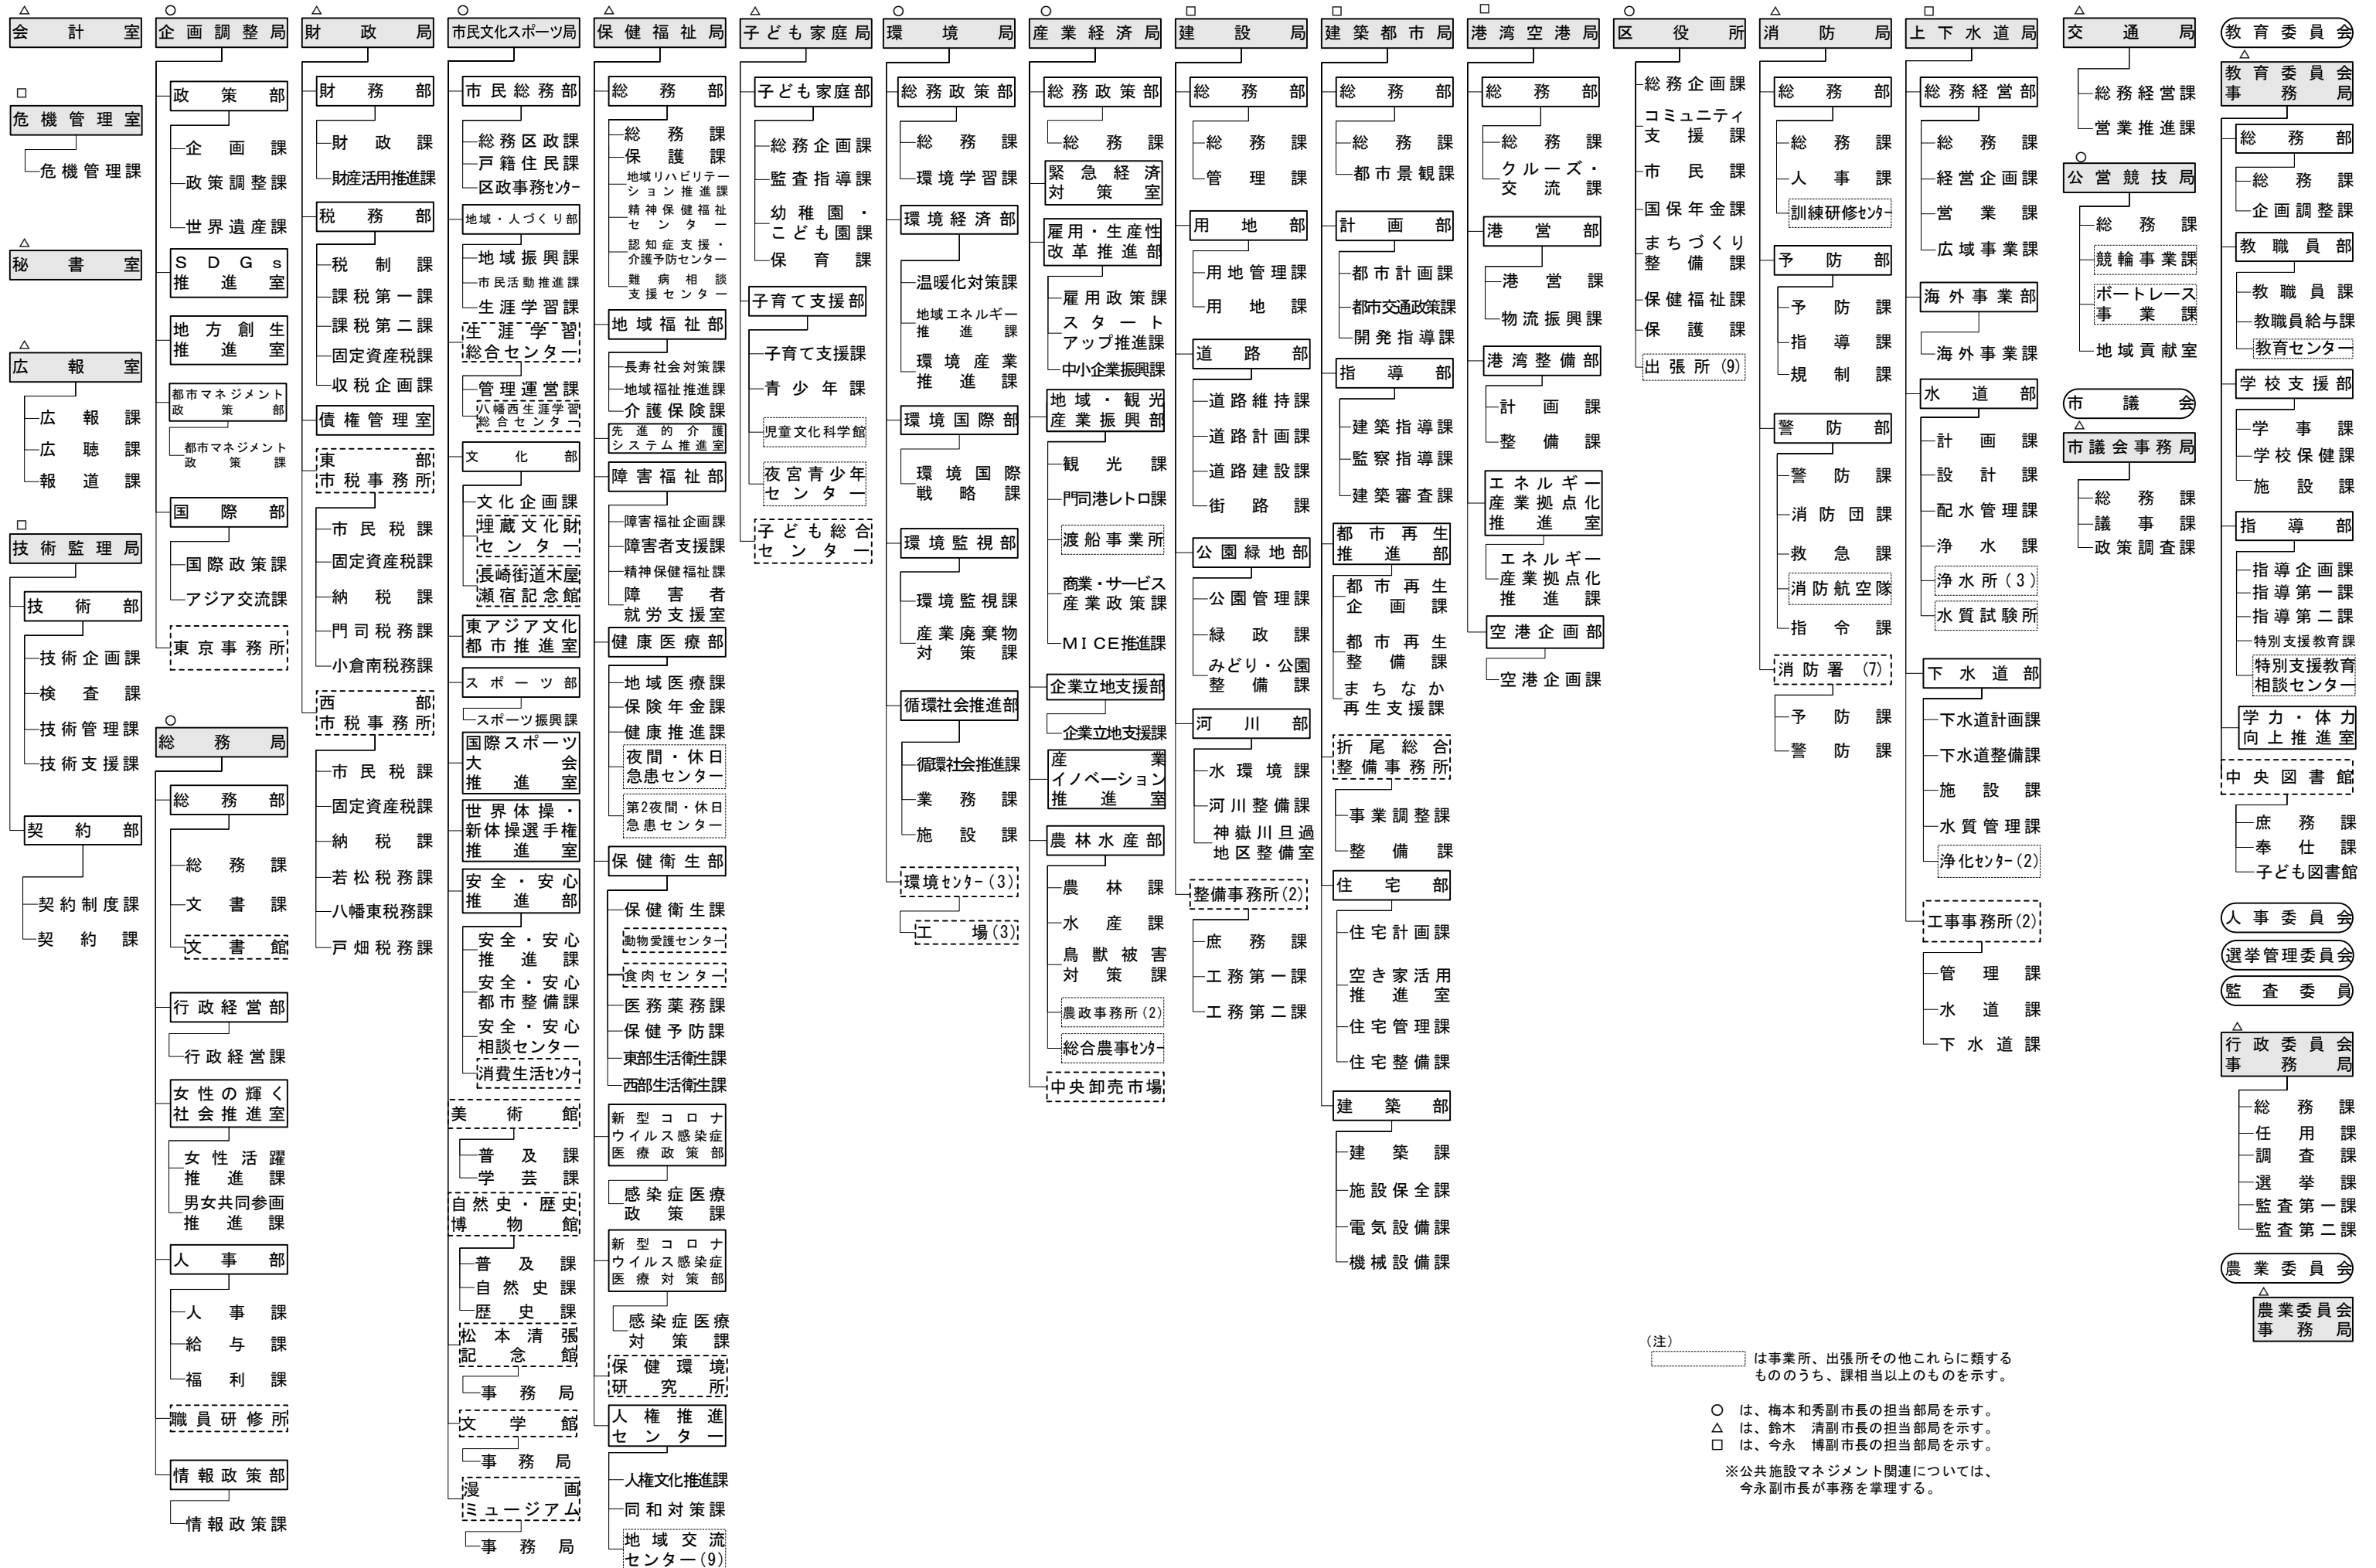 △
会計室
□
危機管理室
危機管理課
△
秘書室
△
広報室
広報課
広聴課
報道課
□
技術監理局
技術部
技術企画課
検査課
技術管理課
技術支援課
契約部
契約制度課
契約課
○
企画調整局
政策部
企画課
政策調整課
世界遺産課
SDGs
推進室
地方創生
推進室
都市マネジメント
政策部
都市マネジメント
政策課
国際部
国際政策課
アジア交流課
東京事務所
○
総務局
総務部
総務課
文書課
文書館
行政経営部
行政経営課
女性の輝く
社会推進室
女性活躍
推進課
男女共同参画
推進課
人事部
人事課
給与課
福利課
職員研修所
情報政策部
情報政策課
△
財政局
財務部
財政課
財産活用推進課
税務部
税制課
課税第一課
課税第二課
固定資産税課
収税企画課
債権管理室
東部
市税事務所
市民税課
固定資産税課
納税課
門司税務課
小倉南税務課
西部
市税事務所
市民税課
固定資産税課
納税課
若松税務課
八幡東税務課
戸畑税務課
○
市民文化スポーツ局
市民総務部
総務区政課
戸籍住民課
区政事務センター
地域・人づくり部
地域振興課
市民活動推進課
生涯学習課
生涯学習
総合センター
管理運営課
八幡西生涯学習
総合センター
文化部
文化企画課
埋蔵文化財
センター
長崎街道木屋
瀬宿記念館
東アジア文化
都市推進室
スポーツ部
スポーツ振興課
国際スポーツ
大会
推進室
世界体操・
新体操選手権
推進室
安全・安心
推進部
安全・安心
推進課
安全・安心
都市整備課
安全・安心
相談センター
消費生活センター
美術館
普及課
学芸課
自然史・歴史
博物館
普及課
自然史課
歴史課
松本清張
記念館
事務局
文学館
事務局
漫画
ミュージアム
事務局
△
保健福祉局
総務部
総務課
保護課
地域リハビリテー
ション推進課
精神保健福祉
センター
認知症支援・
介護予防センター
難病相談
支援センター
地域福祉部
長寿社会対策課
地域福祉推進課
介護保険課
先進的介護
システム推進室
障害福祉部
障害福祉企画課
障害者支援課
精神保健福祉課
障害者
就労支援室
健康医療部
地域医療課
保険年金課
健康推進課
夜間・休日
急患センター
第2夜間・休日
急患センター
保健衛生部
保健衛生課
動物愛護センター
食肉センター
医務薬務課
保健予防課
東部生活衛生課
西部生活衛生課
新型コロナ
ウイルス感染症
医療政策部
感染症医療
政策課
新型コロナ
ウイルス感染症
医療対策部
感染症医療
対策課
保健環境
研究所
人権推進
センター
人権文化推進課
同和対策課
地域交流
センター(9)
△
子ども家庭局
子ども家庭部
総務企画課
監査指導課
幼稚園・
こども園課
保育課
子育て支援部
子育て支援課
青少年課
児童文化科学館
夜宮青少年
センター
子ども総合
センター
○
環境局
総務政策部
総務課
環境学習課
環境経済部
温暖化対策課
地域エネルギー
推進課
環境産業
推進課
環境国際部
環境国際
戦略課
環境監視部
環境監視課
産業廃棄物
対策課
循環社会推進部
循環社会推進課
業務課
施設課
環境センター(3)
工場(3)
○
産業経済局
総務政策部
総務課
緊急経済
対策室
雇用・生産性
改革推進部
雇用政策課
スタート
アップ推進課
中小企業振興課
地域・観光
産業振興部
観光課
門司港レトロ課
渡船事業所
商業・サービス
産業政策課
MICE推進課
企業立地支援部
企業立地支援課
産業
イノベーション
推進室
農林水産部
農林課
水産課
鳥獣被害
対策課
農政事務所(2)
総合農事センター
中央卸売市場
□
建設局
総務部
総務課
管理課
用地部
用地管理課
用地課
道路部
道路維持課
道路計画課
道路建設課
街路課
公園緑地部
公園管理課
緑政課
みどり・公園
整備課
河川部
水環境課
河川整備課
神嶽川旦過
地区整備室
整備事務所(2)
庶務課
工務第一課
工務第二課
□
建築都市局
総務部
総務課
都市景観課
計画部
都市計画課
都市交通政策課
開発指導課
指導部
建築指導課
監察指導課
建築審査課
都市再生
推進部
都市再生
企画課
都市再生
整備課
まちなか
再生支援課
折尾総合
整備事務所
事業調整課
整備課
住宅部
住宅計画課
空き家活用
推進室
住宅管理課
住宅整備課
建築部
建築課
施設保全課
電気設備課
機械設備課
□
港湾空港局
総務部
総務課
クルーズ・
交流課
港営部
港営課
物流振興課
港湾整備部
計画課
整備課
エネルギー
産業拠点化
推進室
エネルギー
産業拠点化
推進課
空港企画部
空港企画課
○
区役所
総務企画課
コミュニティ
支援課
市民課
国保年金課
まちづくり
整備課
保健福祉課
保護課
出張所(9)
△
消防局
総務部
総務課
人事課
訓練研修センター
予防部
予防課
指導課
規制課
警防部
警防課
消防団課
救急課
消防航空隊
指令課
消防署(7)
予防課
警防課
□
上下水道局
総務経営部
総務課
経営企画課
営業課
広域事業課
海外事業部
海外事業課
水道部
計画課
設計課
配水管理課
浄水課
浄水所(3)
水質試験所
下水道部
下水道計画課
下水道整備課
施設課
水質管理課
浄化センター(2)
工事事務所(2)
管理課
水道課
下水道課
△
交通局
総務経営課
営業推進課
○
公営競技局
総務課
競輪事業課
ボートレース
事業課
地域貢献室
市議会
△
市議会事務局
総務課
議事課
政策調査課
教育委員会
△
教育委員会
事務局
総務部
総務課
企画調整課
教職員部
教職員課
教職員給与課
教育センター
学校支援部
学事課
学校保健課
施設課
指導部
指導企画課
指導第一課
指導第二課
特別支援教育課
特別支援教育
相談センター
学力・体力
向上推進室
中央図書館
庶務課
奉仕課
子ども図書館
人事委員会
選挙管理委員会
監査委員
△
行政委員会
事務局
総務課
任用課
調査課
選挙課
監査第一課
監査第二課
農業委員会
△
農業委員会
事務局
(注)
は事業所、出張所その他これらに類する
もののうち、課相当以上のものを示す。
○ は、梅本和秀副市長の担当部局を示す。
△ は、鈴木 清副市長の担当部局を示す。
□ は、今永 博副市長の担当部局を示す。
※公共施設マネジメント関連については、
今永副市長が事務を掌理する。